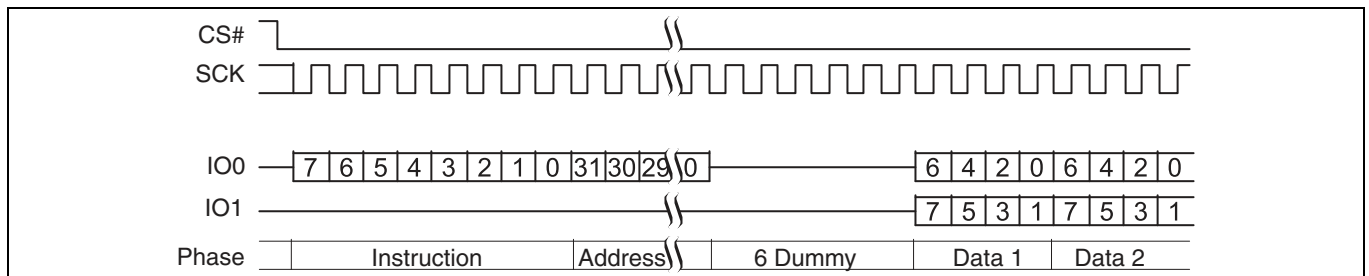 CS#
SCK
IO0 7 6 5 4 3 2 1 0 31 30 29 0 6 4 2 0 6 4 2 0
IO1 7 5 3 1 7 5 3 1
Phase Instruction Address 6 Dummy Data 1 Data 2